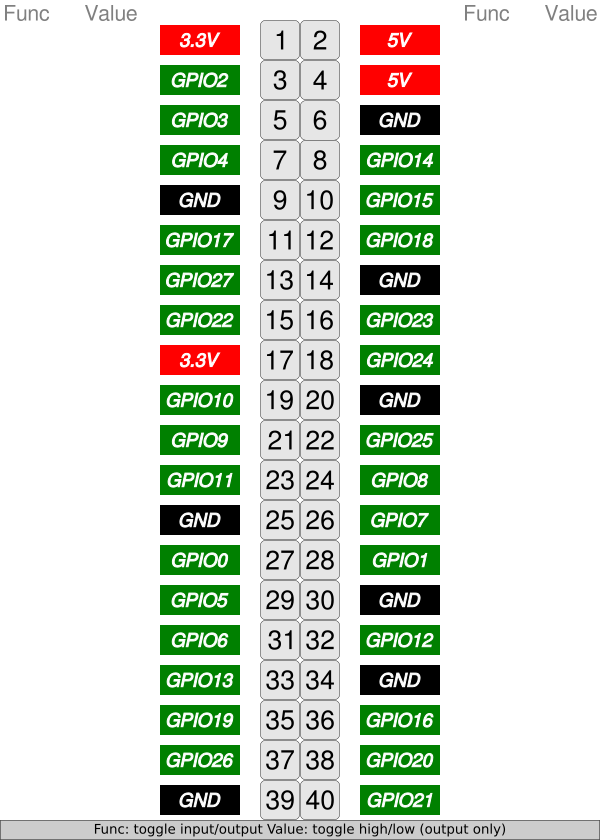 Func Value Func Value
3.3V 1 2 5V
GPIO2 3 4 5V
GPIO3 5 6 GND
GPIO4 7 8 GPIO14
GND 9 10 GPIO15
GPIO17 11 12 GPIO18
GPIO27 13 14 GND
GPIO22 15 16 GPIO23
3.3V 17 18 GPIO24
GPIO10 19 20 GND
GPIO9 21 22 GPIO25
GPIO11 23 24 GPIO8
GND 25 26 GPIO7
GPIO0 27 28 GPIO1
GPIO5 29 30 GND
GPIO6 31 32 GPIO12
GPIO13 33 34 GND
GPIO19 35 36 GPIO16
GPIO26 37 38 GPIO20
GND 39 40 GPIO21
Func: toggle input/output Value: toggle high/low (output only)